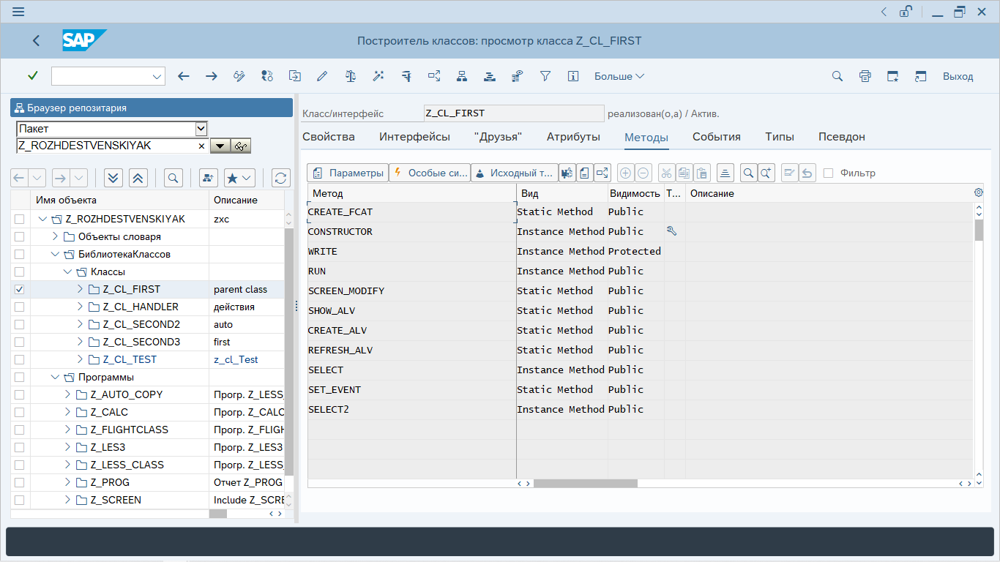 SAP
Построитель классов: просмотр класса Z_CL_FIRST
Больше
Выход
Браузер репозитария
Пакет
Z_ROZHDESTVENSKIYAK
Имя объекта Описание
Z_ROZHDESTVENSKIYAK zxc
Объекты словаря
БиблиотекаКлассов
Классы
Z_CL_FIRST parent class
Z_CL_HANDLER действия
Z_CL_SECOND2 auto
Z_CL_SECOND3 first
Z_CL_TEST z_cl_Test
Программы
Z_AUTO_COPY Прогр. Z_LESS_
Z_CALC Прогр. Z_CALC
Z_FLIGHTCLASS Прогр. Z_FLIGH
Z_LES3 Прогр. Z_LES3
Z_LESS_CLASS Прогр. Z_LESS_
Z_PROG Отчет Z_PROG
Z_SCREEN Include Z_SCRE
Класс/интерфейс Z_CL_FIRST реализован(о,а) / Актив.
Свойства Интерфейсы "Друзья" Атрибуты Методы События Типы Псевдон
Параметры Особые си... Исходный т... Фильтр
Метод Вид Видимость Т... Описание
CREATE_FCAT Static Method Public
CONSTRUCTOR Instance Method Public
WRITE Instance Method Protected
RUN Instance Method Public
SCREEN_MODIFY Static Method Public
SHOW_ALV Static Method Public
CREATE_ALV Static Method Public
REFRESH_ALV Static Method Public
SELECT Instance Method Public
SET_EVENT Static Method Public
SELECT2 Instance Method Public